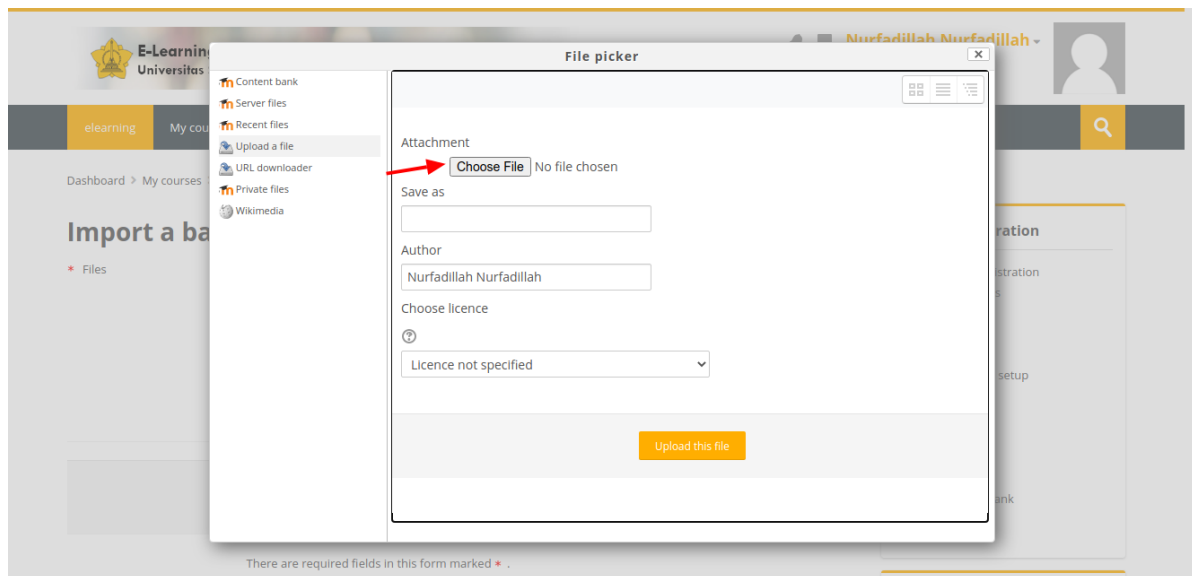 E-Learning
Universitas
Nurfadillah Nurfadillah
elearning
My cou
Dashboard > My courses
Import a ba
* Files
File picker
Content bank
Server files
Recent files
Upload a file
URL downloader
Private files
Wikimedia
Attachment
Choose File No file chosen
Save as
Author
Nurfadillah Nurfadillah
Choose licence
Licence not specified
Upload this file
ration
istration
s
setup
ank
There are required fields in this form marked * .